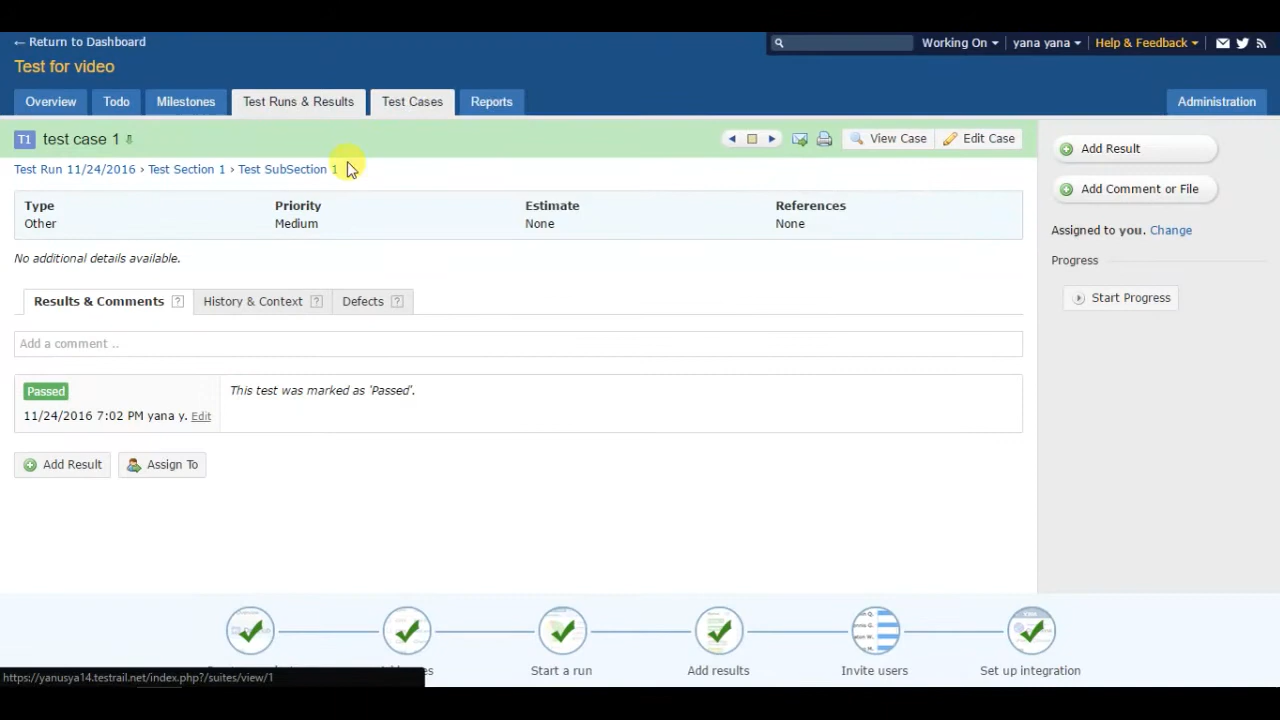 ← Return to Dashboard
Working On
yana yana
Help & Feedback
Test for video
Overview
Todo
Milestones
Test Runs & Results
Test Cases
Reports
Administration
T1
test case 1
View Case
Edit Case
Add Result
Test Run 11/24/2016 › Test Section 1 › Test SubSection 1
Add Comment or File
Type
Priority
Estimate
References
Other
Medium
None
None
Assigned to you. Change
No additional details available.
Progress
Start Progress
Results & Comments ?
History & Context ?
Defects ?
Add a comment ..
Passed
This test was marked as 'Passed'.
11/24/2016 7:02 PM yana y. Edit
Add Result
Assign To
Start a run
Add results
Invite users
Set up integration
https://yanusya14.testrail.net/index.php?/suites/view/1